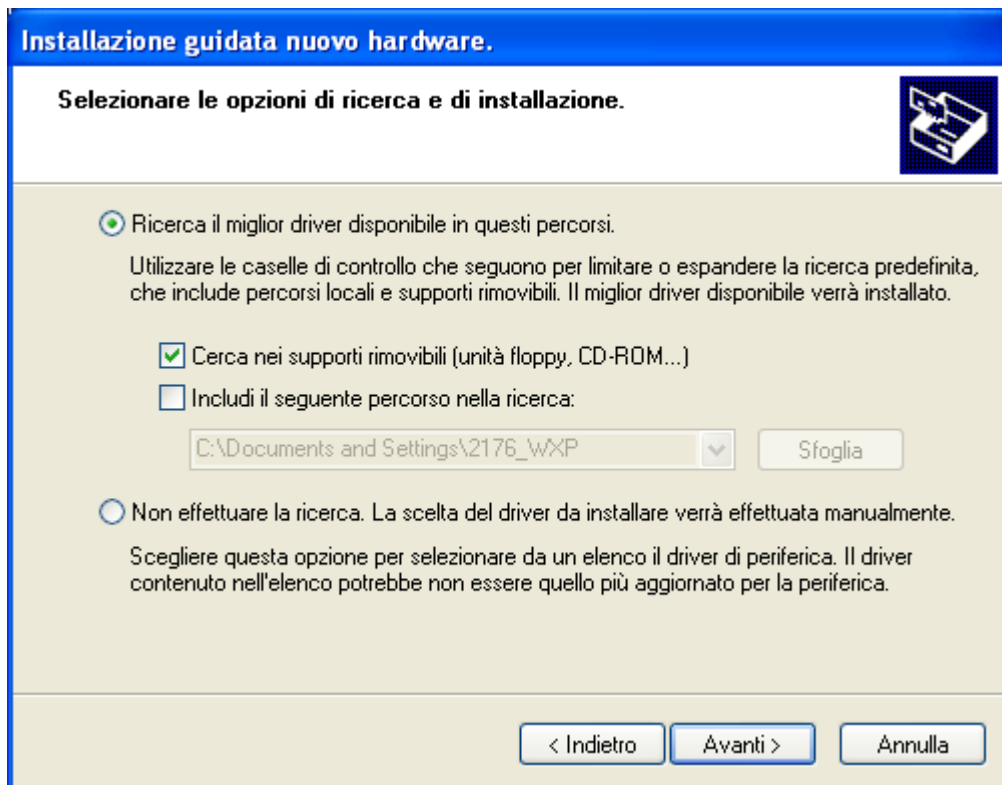 Installazione guidata nuovo hardware.
Selezionare le opzioni di ricerca e di installazione.
Ricerca il miglior driver disponibile in questi percorsi.
Utilizzare le caselle di controllo che seguono per limitare o espandere la ricerca predefinita,
che include percorsi locali e supporti rimovibili. Il miglior driver disponibile verrà installato.
Cerca nei supporti rimovibili (unità floppy, CD-ROM...)
Includi il seguente percorso nella ricerca:
C:\Documents and Settings\2176_WXP
Sfoglia
Non effettuare la ricerca. La scelta del driver da installare verrà effettuata manualmente.
Scegliere questa opzione per selezionare da un elenco il driver di periferica. Il driver
contenuto nell'elenco potrebbe non essere quello più aggiornato per la periferica.
< Indietro
Avanti >
Annulla